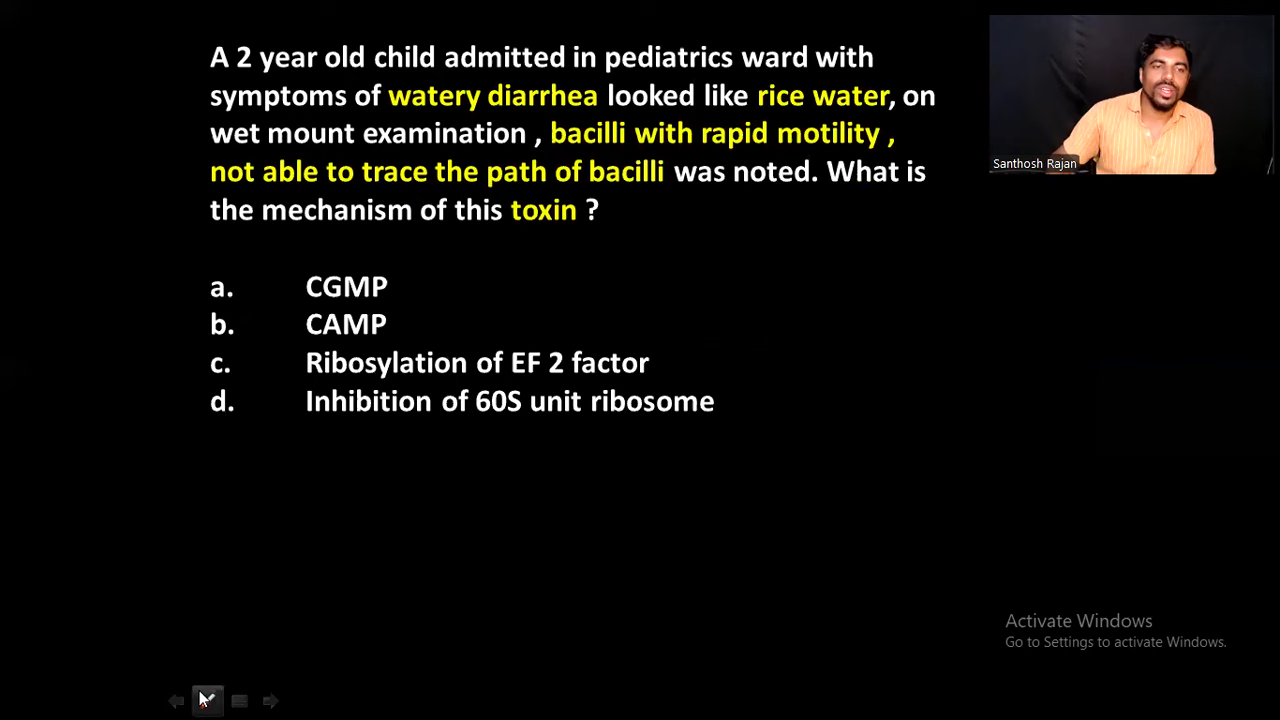 A 2 year old child admitted in pediatrics ward with
symptoms of watery diarrhea looked like rice water, on
wet mount examination , bacilli with rapid motility ,
not able to trace the path of bacilli was noted. What is
the mechanism of this toxin ?
a. CGMP
b. CAMP
c. Ribosylation of EF 2 factor
d. Inhibition of 60S unit ribosome
Santhosh Rajan
Activate Windows
Go to Settings to activate Windows.